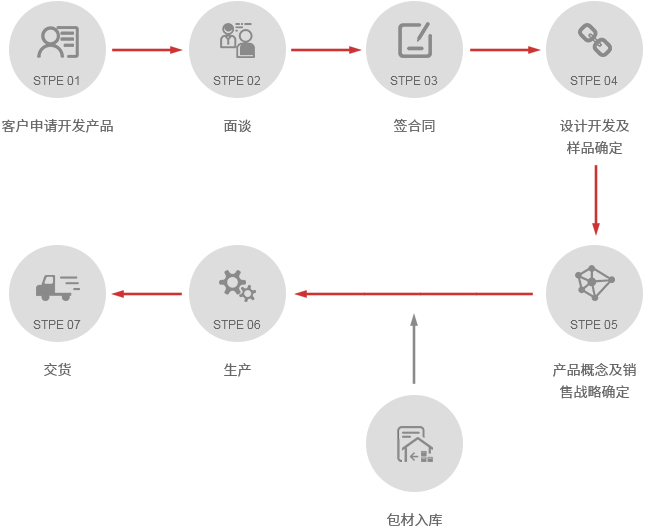 STPE 01
客户申请开发产品
STPE 02
面谈
STPE 03
签合同
STPE 04
设计开发及
样品确定
STPE 05
产品概念及销
售战略确定
STPE 06
生产
STPE 07
交货
包材入库